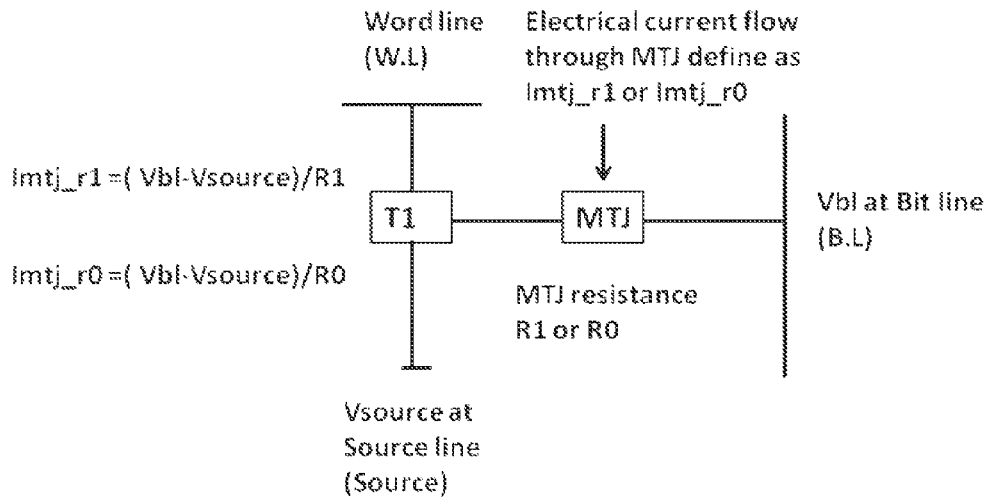 Word line
(W.L)
Electrical current flow
through MTJ define as
Imtj_r1 or Imtj_r0
Imtj_r1 =( Vbl-Vsource)/R1
T1
MTJ
Vbl at Bit line
(B.L)
Imtj_r0 =( Vbl-Vsource)/R0
MTJ resistance
R1 or R0
Vsource at
Source line
(Source)